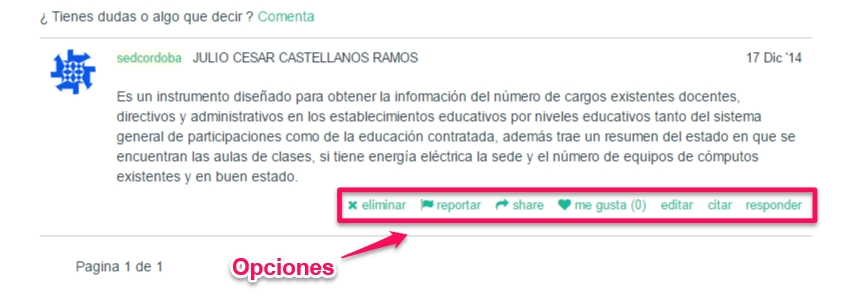 ¿ Tienes dudas o algo que decir ? Comenta
sedcordoba JULIO CESAR CASTELLANOS RAMOS 17 Dic '14
Es un instrumento diseñado para obtener la información del número de cargos existentes docentes,
directivos y administrativos en los establecimientos educativos por niveles educativos tanto del sistema
general de participaciones como de la educación contratada, además trae un resumen del estado en que se
encuentran las aulas de clases, si tiene energía eléctrica la sede y el número de equipos de cómputos
existentes y en buen estado.
eliminar reportar share me gusta (0) editar citar responder
Opciones
Pagina 1 de 1